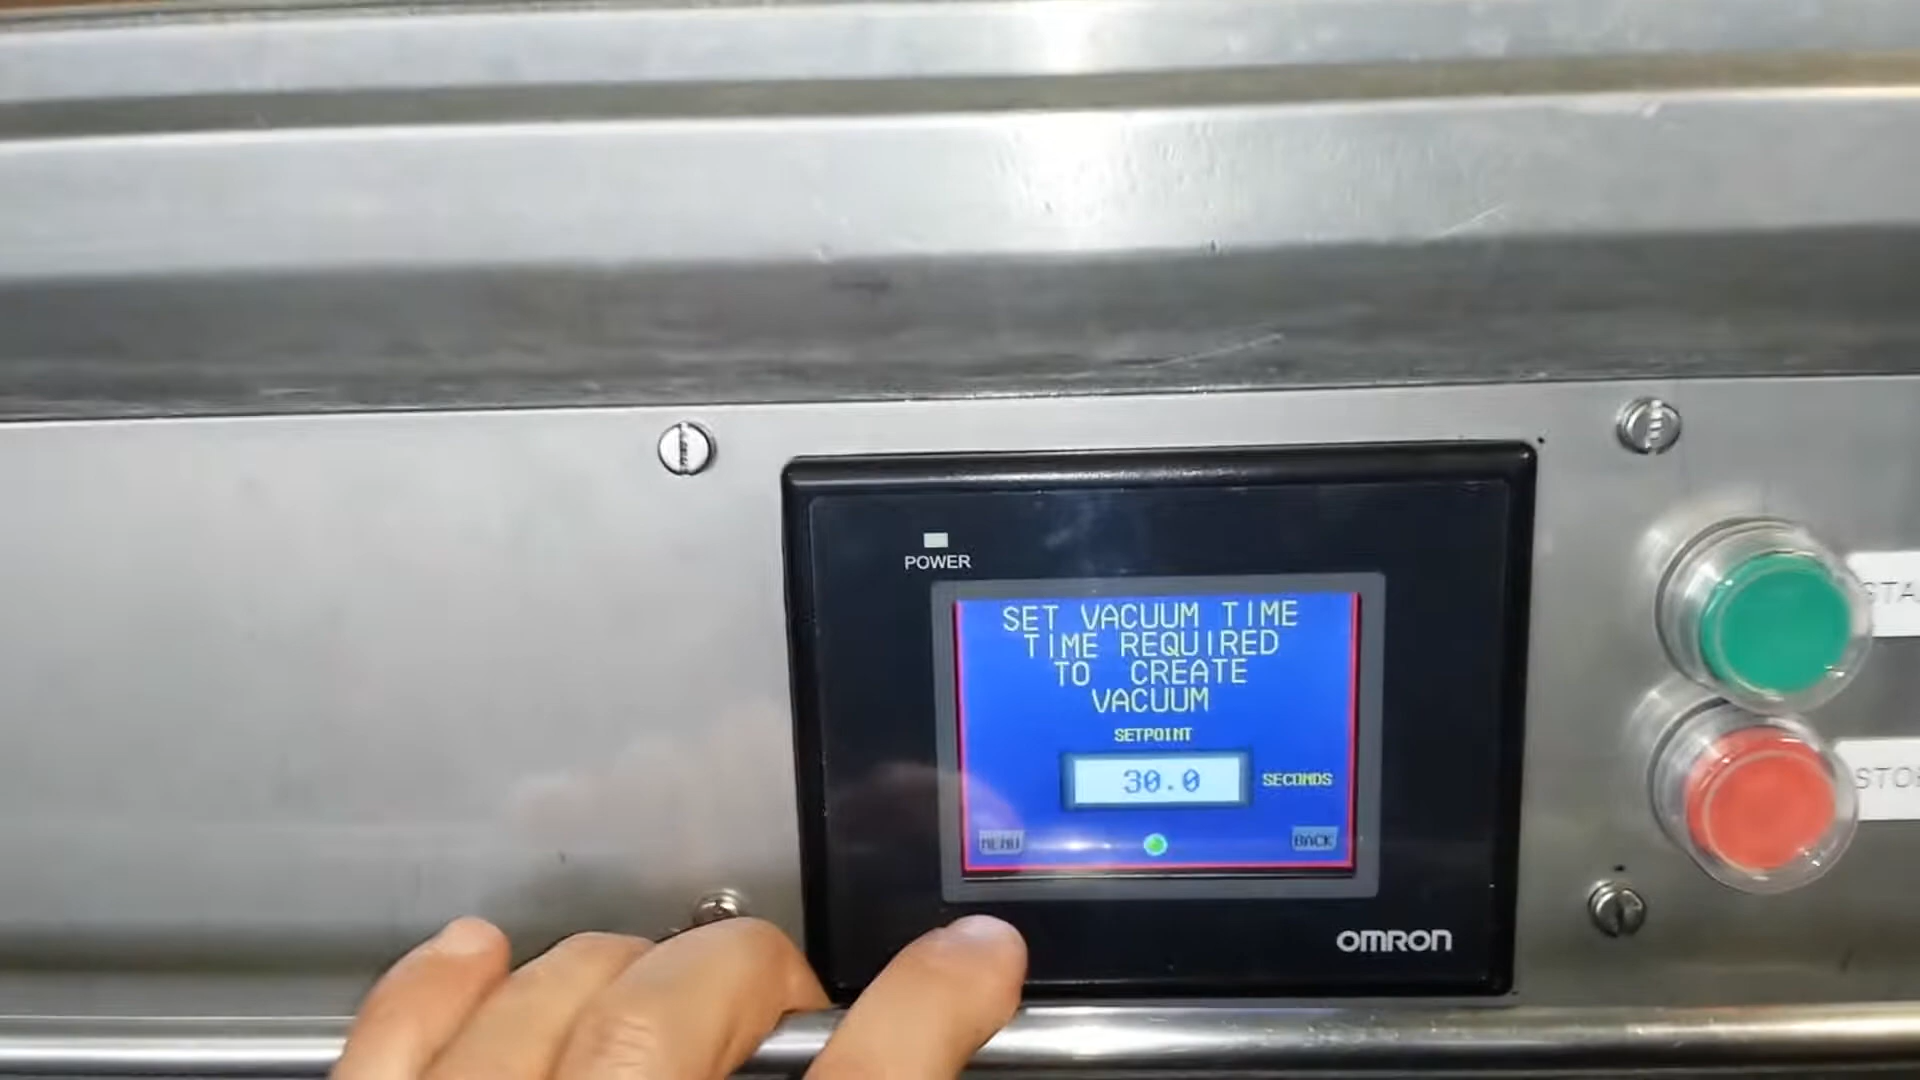 POWER
SET VACUUM TIME
TIME REQUIRED
TO CREATE
VACUUM
SETPOINT
30.0 SECONDS
MENU
BACK
OMRON